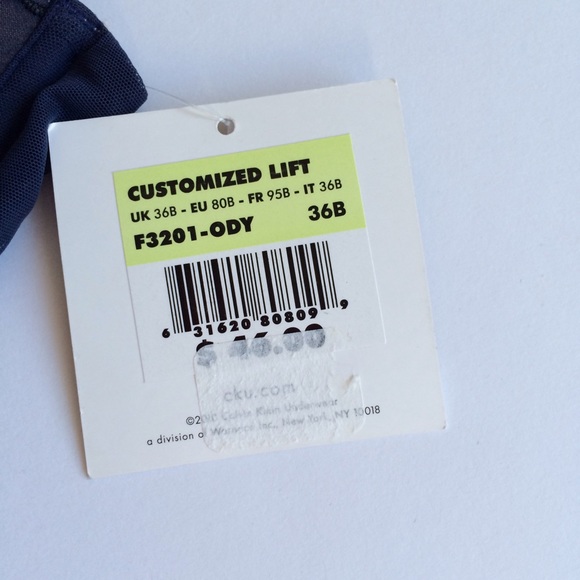 CUSTOMIZED LIFT
UK 36B - EU 80B - FR 95B - IT 36B
F3201-ODY 36B
6 31620 80809 9
$ 46.00
cku.com
Calvin Klein Underwear
a division of Warnaco Inc., New York, NY 10018